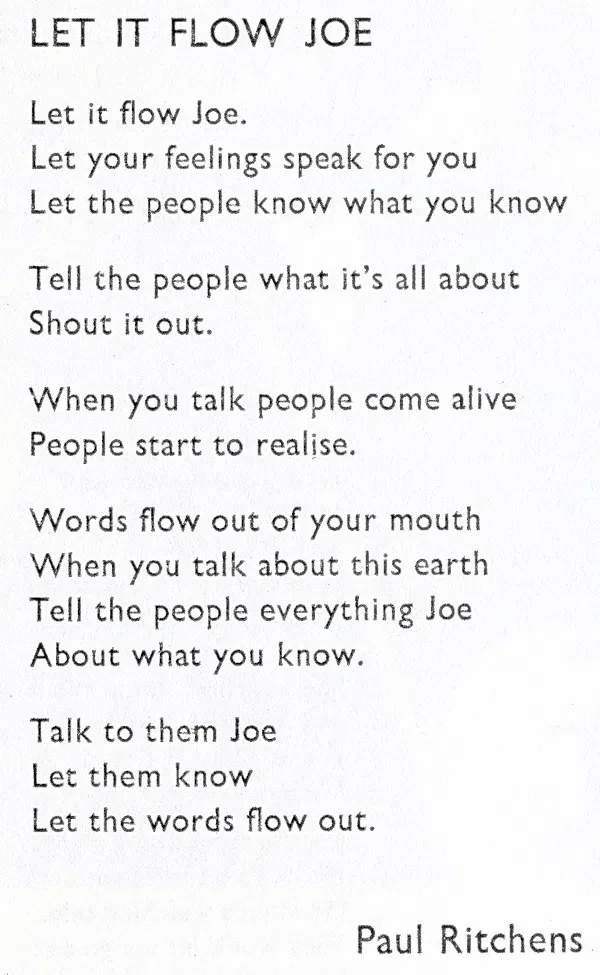 LET IT FLOW JOE
Let it flow Joe.
Let your feelings speak for you
Let the people know what you know
Tell the people what it's all about
Shout it out.
When you talk people come alive
People start to realise.
Words flow out of your mouth
When you talk about this earth
Tell the people everything Joe
About what you know.
Talk to them Joe
Let them know
Let the words flow out.
Paul Ritchens